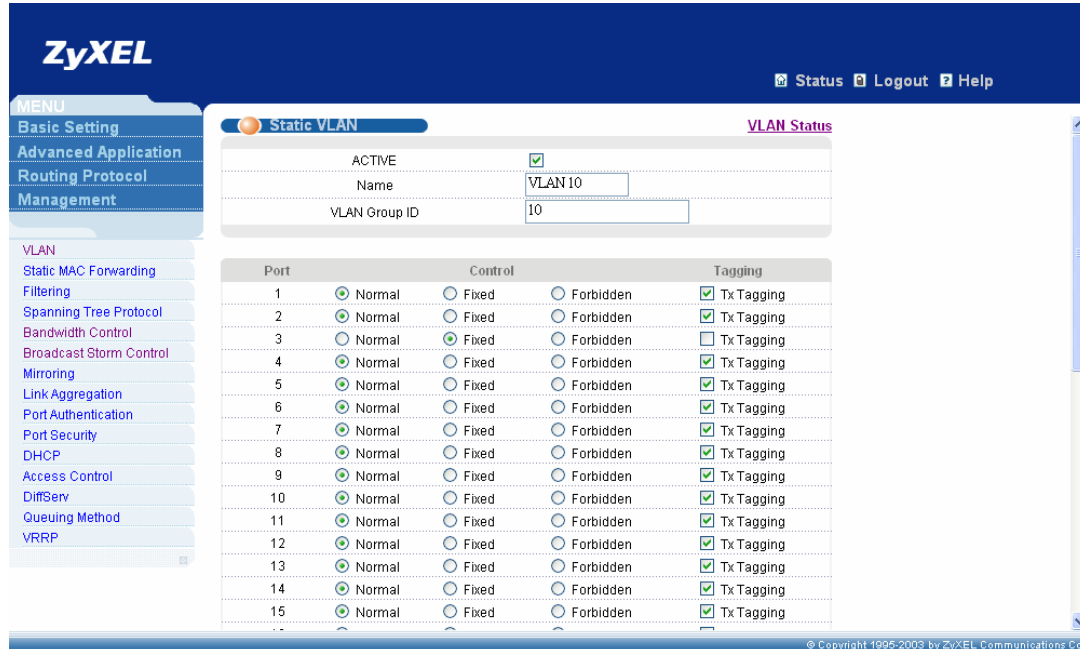 ZyXEL
Status Logout Help
MENU
Basic Setting
Advanced Application
Routing Protocol
Management
VLAN
Static MAC Forwarding
Filtering
Spanning Tree Protocol
Bandwidth Control
Broadcast Storm Control
Mirroring
Link Aggregation
Port Authentication
Port Security
DHCP
Access Control
DiffServ
Queuing Method
VRRP
Static VLAN VLAN Status
ACTIVE
Name VLAN 10
VLAN Group ID 10
Port Control Tagging
1 Normal Fixed Forbidden Tx Tagging
2 Normal Fixed Forbidden Tx Tagging
3 Normal Fixed Forbidden Tx Tagging
4 Normal Fixed Forbidden Tx Tagging
5 Normal Fixed Forbidden Tx Tagging
6 Normal Fixed Forbidden Tx Tagging
7 Normal Fixed Forbidden Tx Tagging
8 Normal Fixed Forbidden Tx Tagging
9 Normal Fixed Forbidden Tx Tagging
10 Normal Fixed Forbidden Tx Tagging
11 Normal Fixed Forbidden Tx Tagging
12 Normal Fixed Forbidden Tx Tagging
13 Normal Fixed Forbidden Tx Tagging
14 Normal Fixed Forbidden Tx Tagging
15 Normal Fixed Forbidden Tx Tagging
© Copyright 1995-2003 by ZyXEL Communications Co